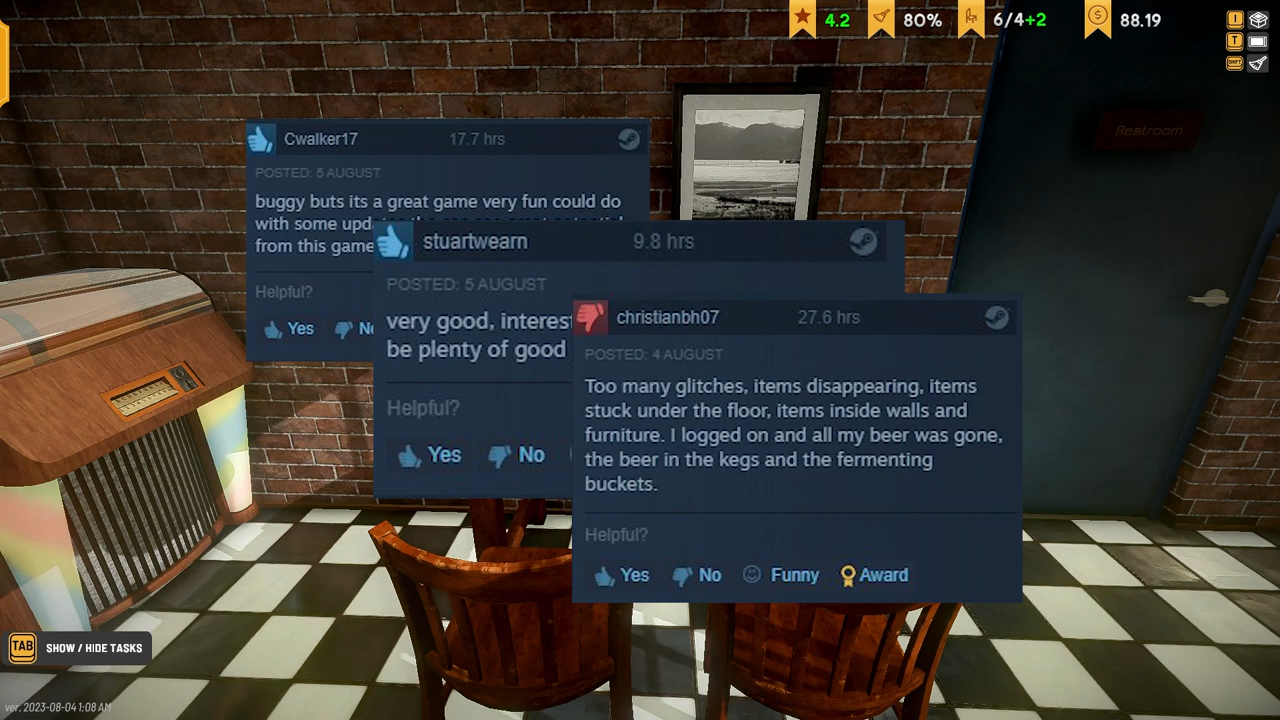 4.2
80%
6/4+2
88.19
I
T
SHIFT
Restroom
Cwalker17 17.7 hrs
POSTED: 5 AUGUST
buggy buts its a great game very fun could do
with some
from this game
Helpful?
Yes
stuartwearn 9.8 hrs
POSTED: 5 AUGUST
very good,
be plenty of good
Helpful?
Yes No
christianbh07 27.6 hrs
POSTED: 4 AUGUST
Too many glitches, items disappearing, items
stuck under the floor, items inside walls and
furniture. I logged on and all my beer was gone,
the beer in the kegs and the fermenting
buckets.
Helpful?
Yes No Funny Award
TAB SHOW / HIDE TASKS
ver. 2023-08-04 1:08 AM